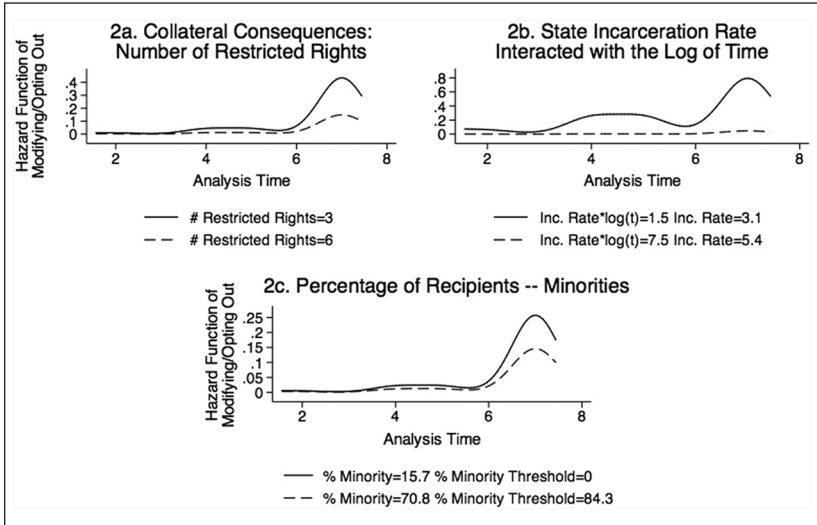 2a. Collateral Consequences:
Number of Restricted Rights
Hazard Function of
Modifying/Opting Out
.4
.3
.2
.1
0
2 4 6 8
Analysis Time
# Restricted Rights=3
# Restricted Rights=6
2b. State Incarceration Rate
Interacted with the Log of Time
.8
.6
.4
.2
0
2 4 6 8
Analysis Time
Inc. Rate*log(t)=1.5 Inc. Rate=3.1
Inc. Rate*log(t)=7.5 Inc. Rate=5.4
2c. Percentage of Recipients -- Minorities
Hazard Function of
Modifying/Opting Out
.25
.2
.15
.1
.05
0
2 4 6 8
Analysis Time
% Minority=15.7 % Minority Threshold=0
% Minority=70.8 % Minority Threshold=84.3